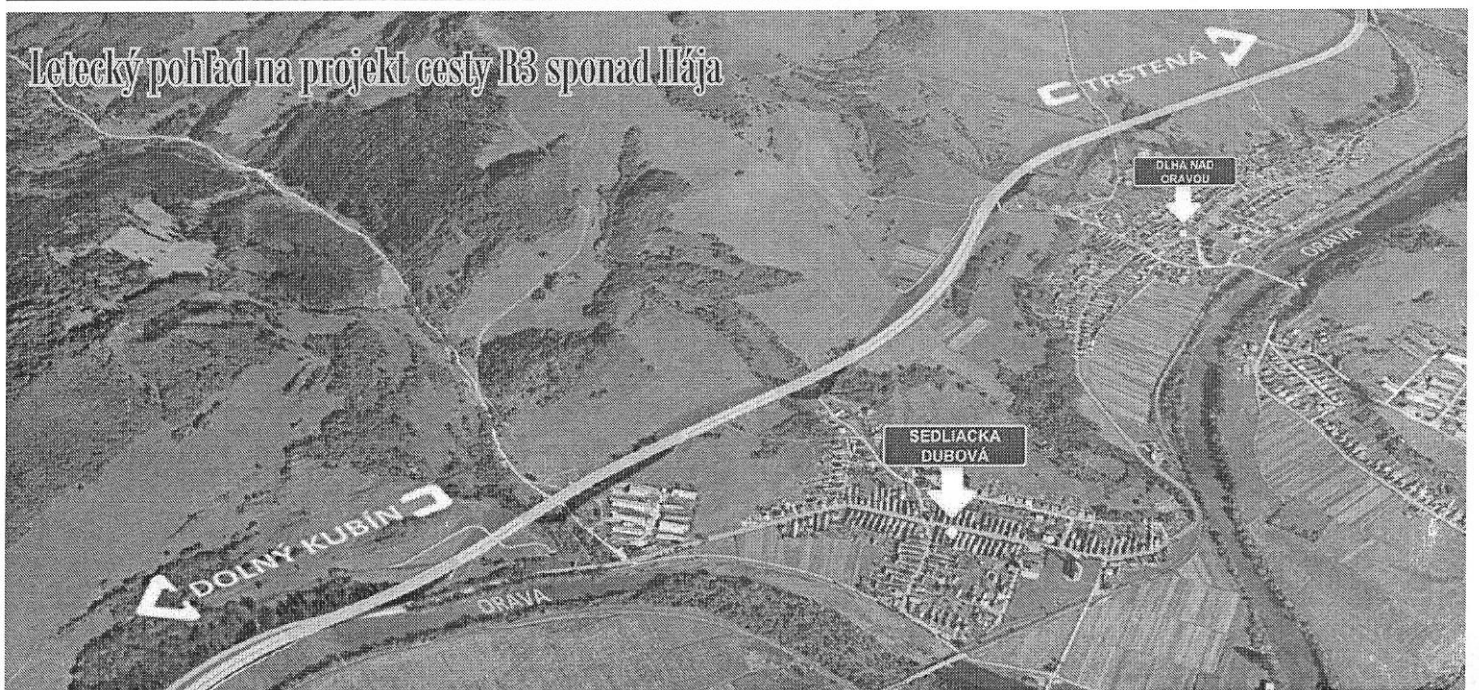 Letecký pohľad na projekt cesty R3 sponad Hája
TRSTENÁ
DLHÁ NAD
ORAVOU
ORAVA
SEDLIACKA
DUBOVÁ
DOLNÝ KUBÍN
ORAVA